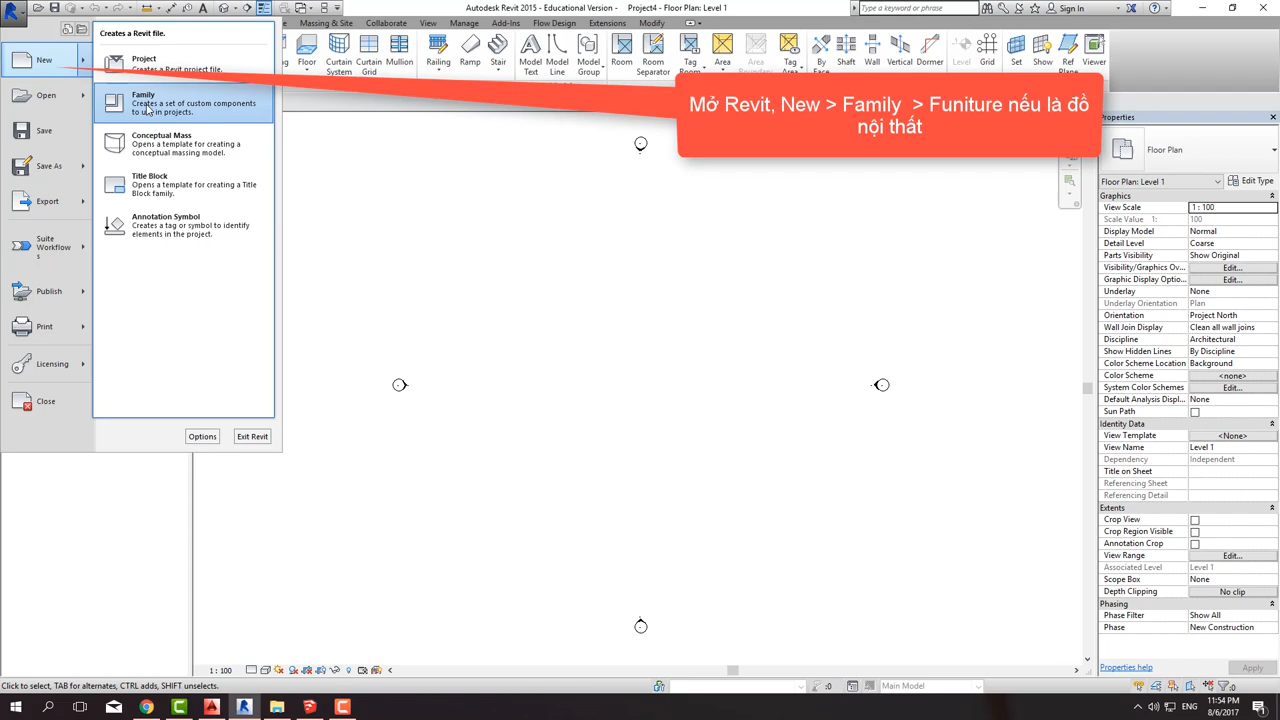 Autodesk Revit 2015 - Educational Version - Project4 - Floor Plan: Level 1
Type a keyword or phrase
Sign In
Massing & Site
Collaborate
View
Manage
Add-Ins
Flow Design
Extensions
Modify
Creates a Revit file.
New
Project
Creates a Revit project file.
Family
Creates a set of custom components
to use in projects.
Conceptual Mass
Opens a template for creating a
conceptual massing model.
Title Block
Opens a template for creating a Title
Block family.
Annotation Symbol
Creates a tag or symbol to identify
elements in the project.
Open
Save
Save As
Export
Suite
Workflow
s
Publish
Print
Licensing
Close
Options
Exit Revit
Floor
Curtain
System
Curtain
Grid
Mullion
Railing
Ramp
Stair
Model
Text
Model
Line
Model
Group
Room
Room
Separator
Tag
Room
Area
Area
Boundary
Tag
Area
By
Face
Shaft
Wall
Vertical
Dormer
Level
Grid
Set
Show
Ref
Plane
Viewer
Mở Revit, New > Family > Funiture nếu là đồ
nội thất
Properties
Floor Plan
Floor Plan: Level 1
Edit Type
Graphics
View Scale
1 : 100
Scale Value 1:
100
Display Model
Normal
Detail Level
Coarse
Parts Visibility
Show Original
Visibility/Graphics Ov...
Edit...
Graphic Display Optio...
Edit...
Underlay
None
Underlay Orientation
Plan
Orientation
Project North
Wall Join Display
Clean all wall joins
Discipline
Architectural
Show Hidden Lines
By Discipline
Color Scheme Location
Background
Color Scheme
<none>
System Color Schemes
Edit...
Default Analysis Displ...
None
Sun Path
Identity Data
View Template
<None>
View Name
Level 1
Dependency
Independent
Title on Sheet
Referencing Sheet
Referencing Detail
Extents
Crop View
Crop Region Visible
Annotation Crop
View Range
Edit...
Associated Level
Level 1
Scope Box
None
Depth Clipping
No clip
Phasing
Phase Filter
Show All
Phase
New Construction
Properties help
Apply
1 : 100
Click to select, TAB for alternates, CTRL adds, SHIFT unselects.
:0
Main Model
:0
ENG
11:54 PM
8/6/2017